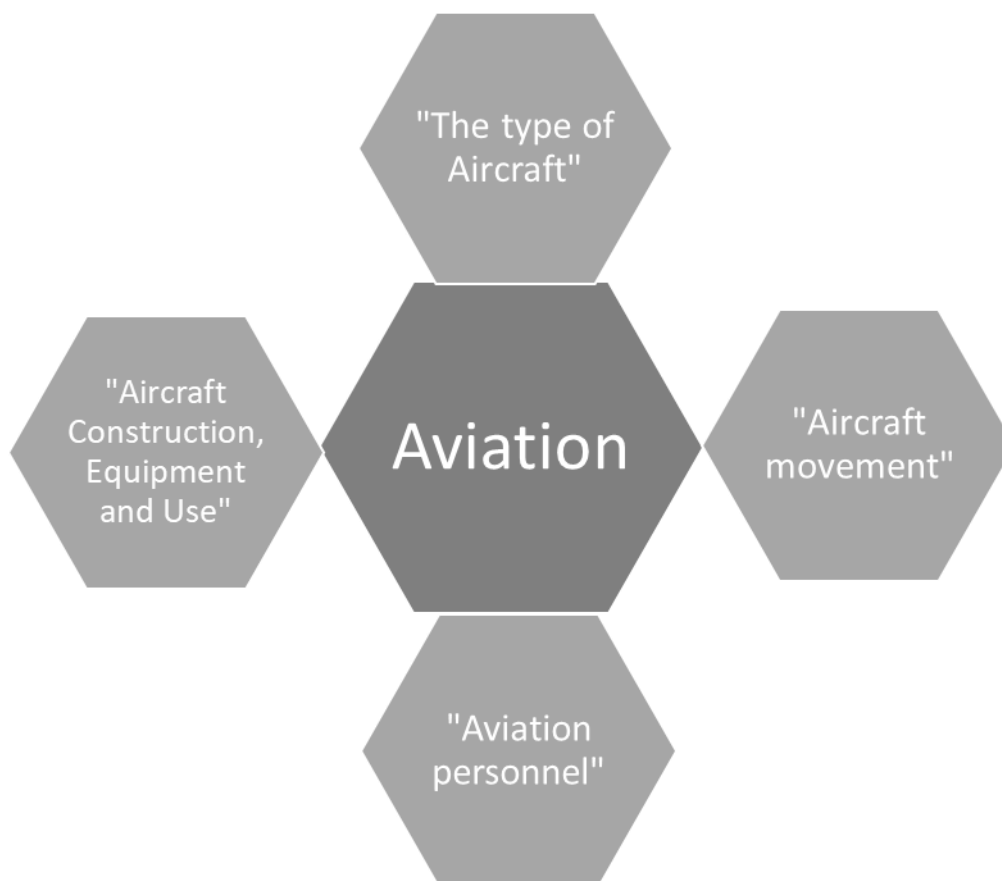 "The type of
Aircraft"
"Aircraft
Construction,
Equipment
and Use"
Aviation
"Aircraft
movement"
"Aviation
personnel"